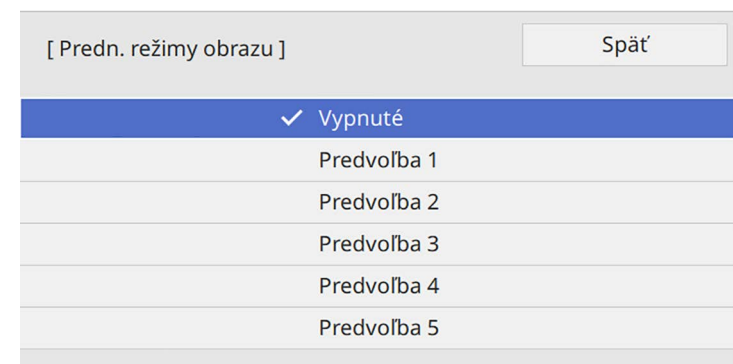 [ Predn. režimy obrazu ]
Späť
Vypnuté
Predvoľba 1
Predvoľba 2
Predvoľba 3
Predvoľba 4
Predvoľba 5